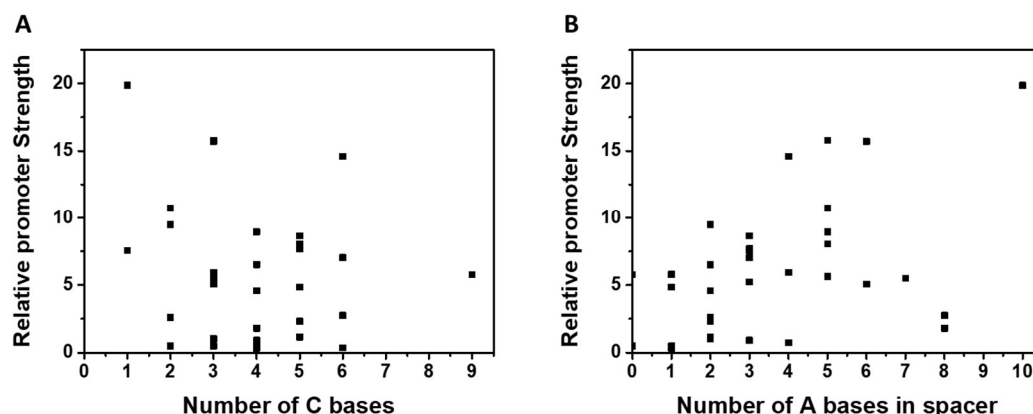 A
Relative promoter Strength
20
15
10
5
0
0 1 2 3 4 5 6 7 8 9
Number of C bases
B
Relative promoter Strength
20
15
10
5
0
0 1 2 3 4 5 6 7 8 9 10
Number of A bases in spacer